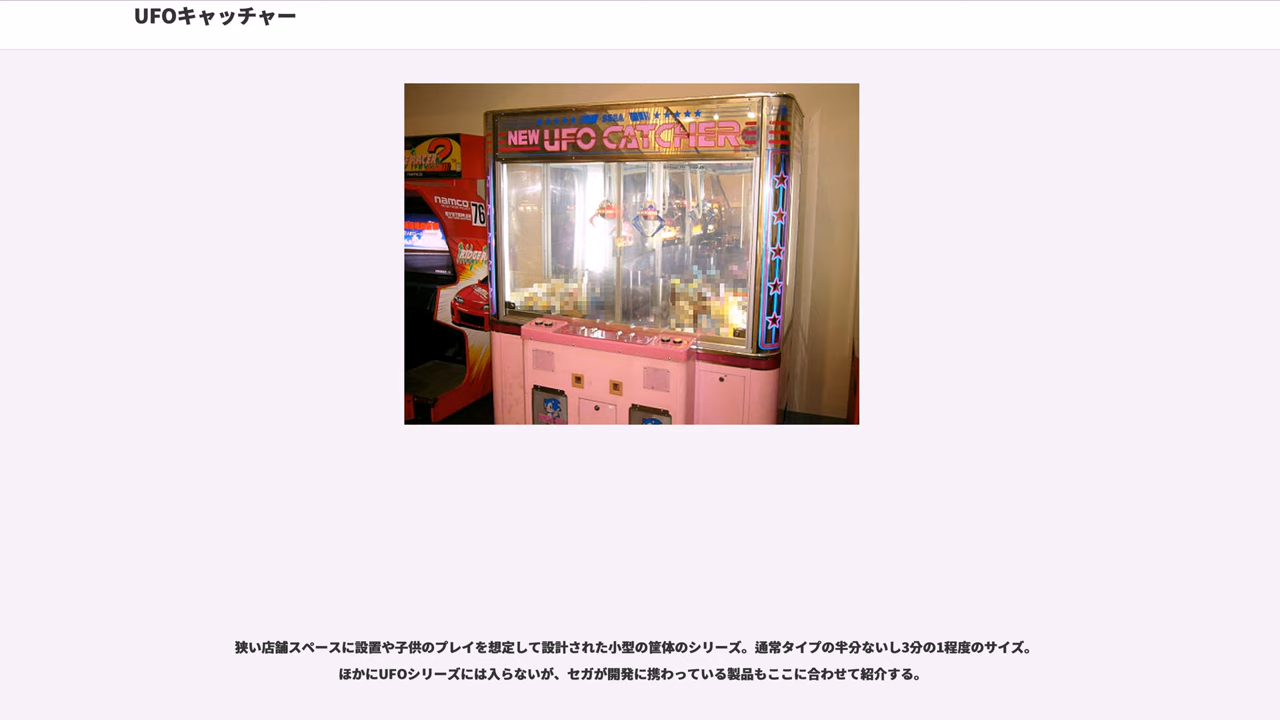 UFOキャッチャー
SEGA
NEW UFO CATCHER
namco
76
狭い店舗スペースに設置や子供のプレイを想定して設計された小型の筐体のシリーズ。通常タイプの半分ないし3分の1程度のサイズ。
ほかにUFOシリーズには入らないが、セガが開発に携わっている製品もここに合わせて紹介する。